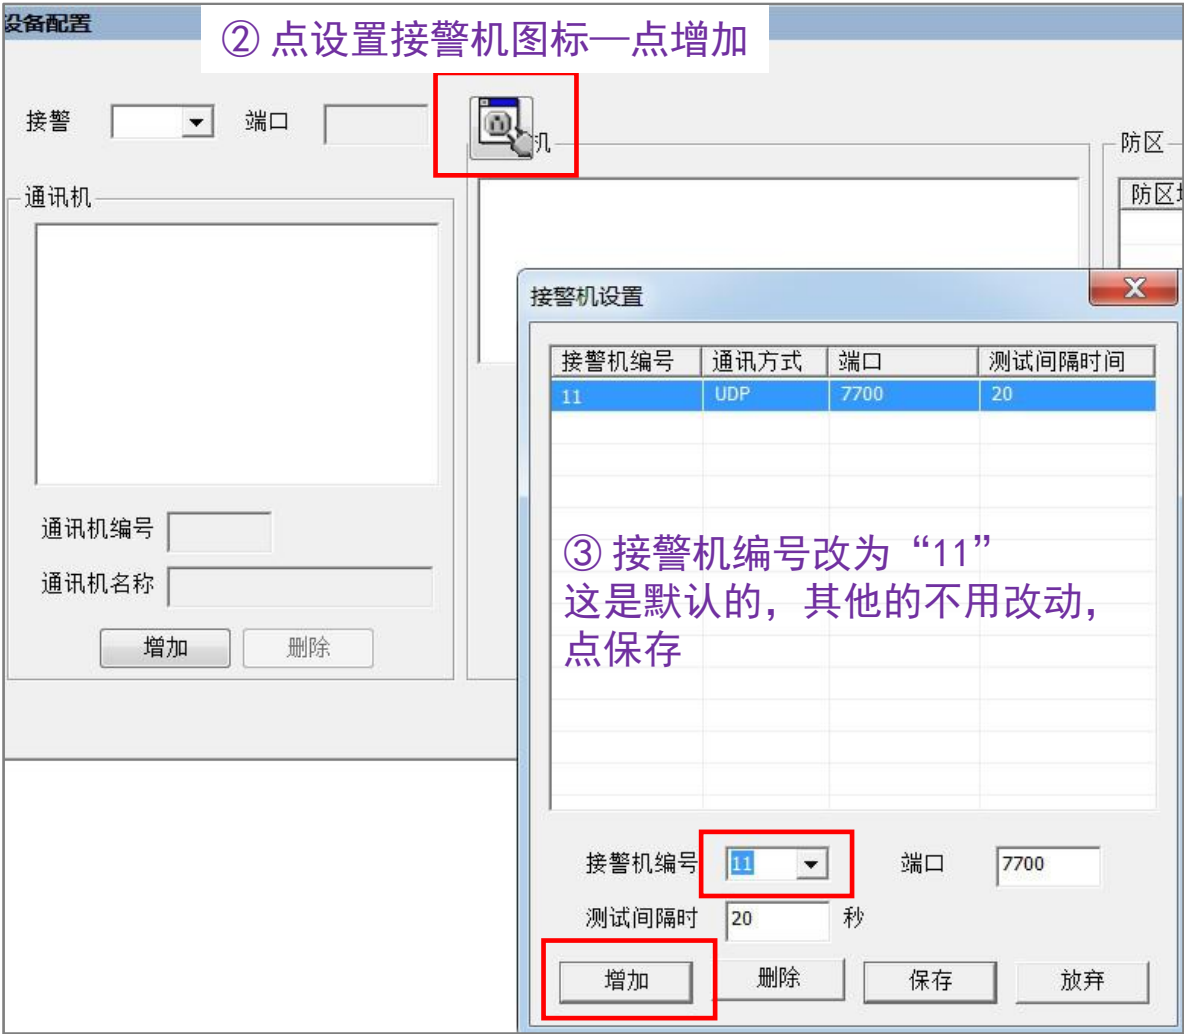 设备配置
② 点设置接警机图标—点增加
接警
端口
机
防区
通讯机
防区
接警机设置
接警机编号 通讯方式 端口 测试间隔时间
11 UDP 7700 20
③ 接警机编号改为“11”
这是默认的，其他的不用改动，
点保存
通讯机编号
通讯机名称
增加 删除
接警机编号 11 端口 7700
测试间隔时 20 秒
增加 删除 保存 放弃